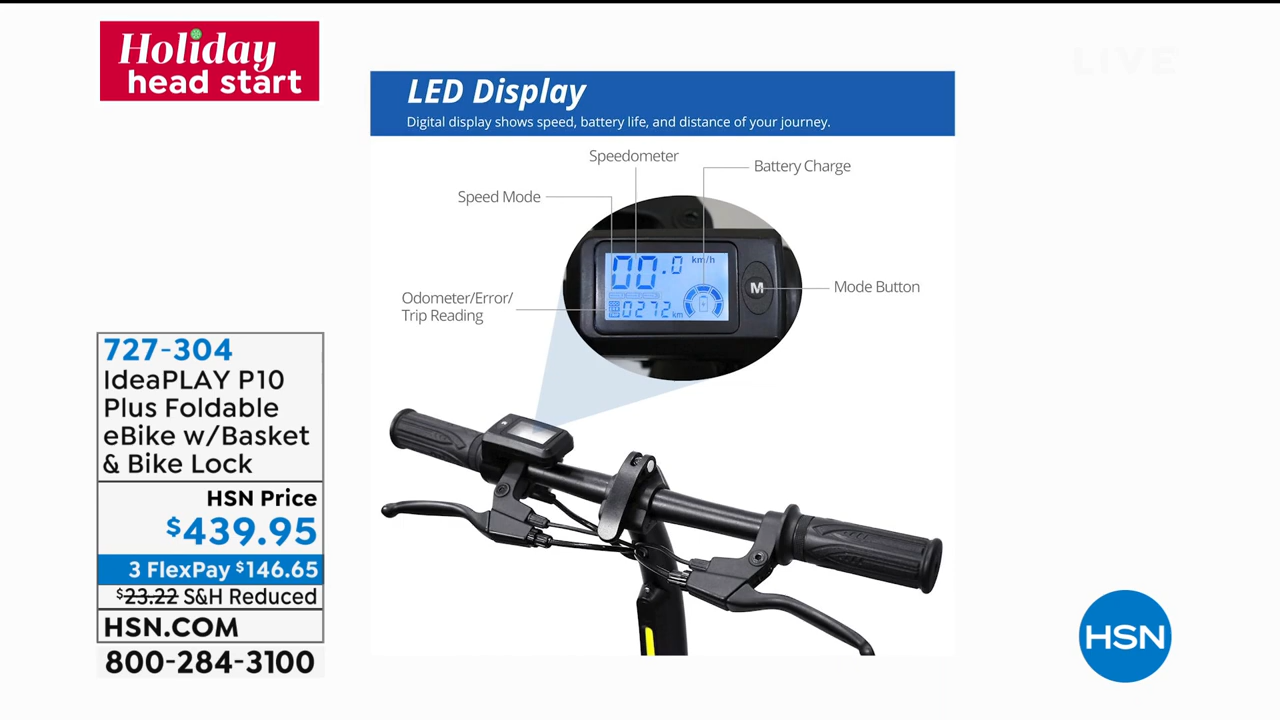 Holiday
head start
LIVE
LED Display
Digital display shows speed, battery life, and distance of your journey.
Speedometer
Battery Charge
Speed Mode
00.0 km/h
M
Mode Button
Odometer/Error/
Trip Reading
0272 km
727-304
IdeaPLAY P10
Plus Foldable
eBike w/Basket
& Bike Lock
HSN Price
$439.95
3 FlexPay $146.65
$23.22 S&H Reduced
HSN.COM
800-284-3100
HSN